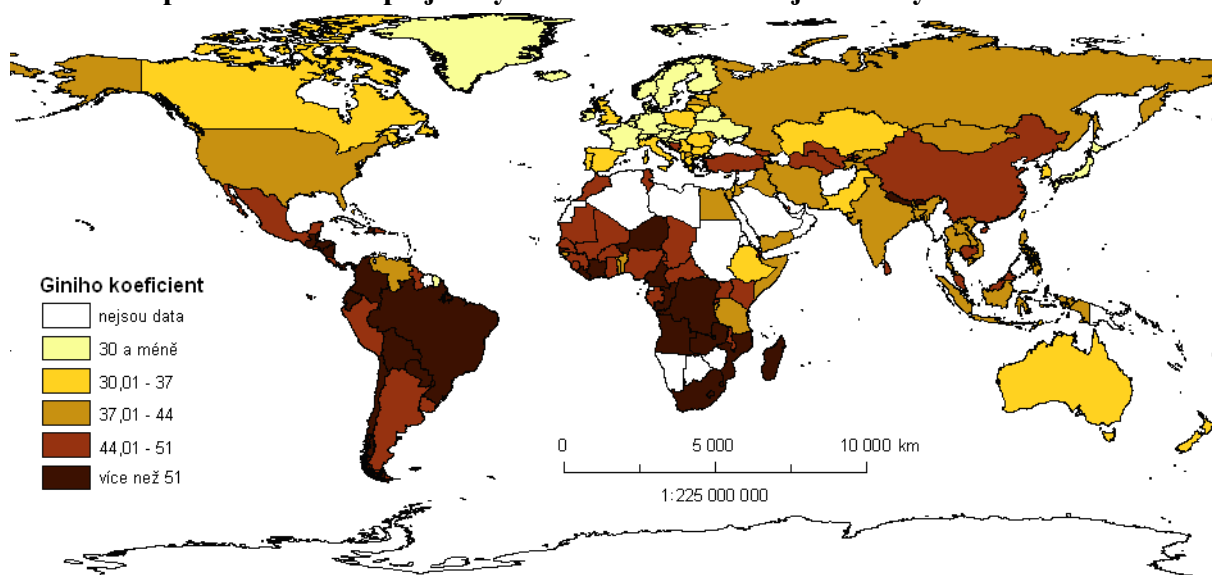 Giniho koeficient
nejsou data
30 a méně
30,01 - 37
37,01 - 44
44,01 - 51
více než 51
0 5 000 10 000 km
1:225 000 000